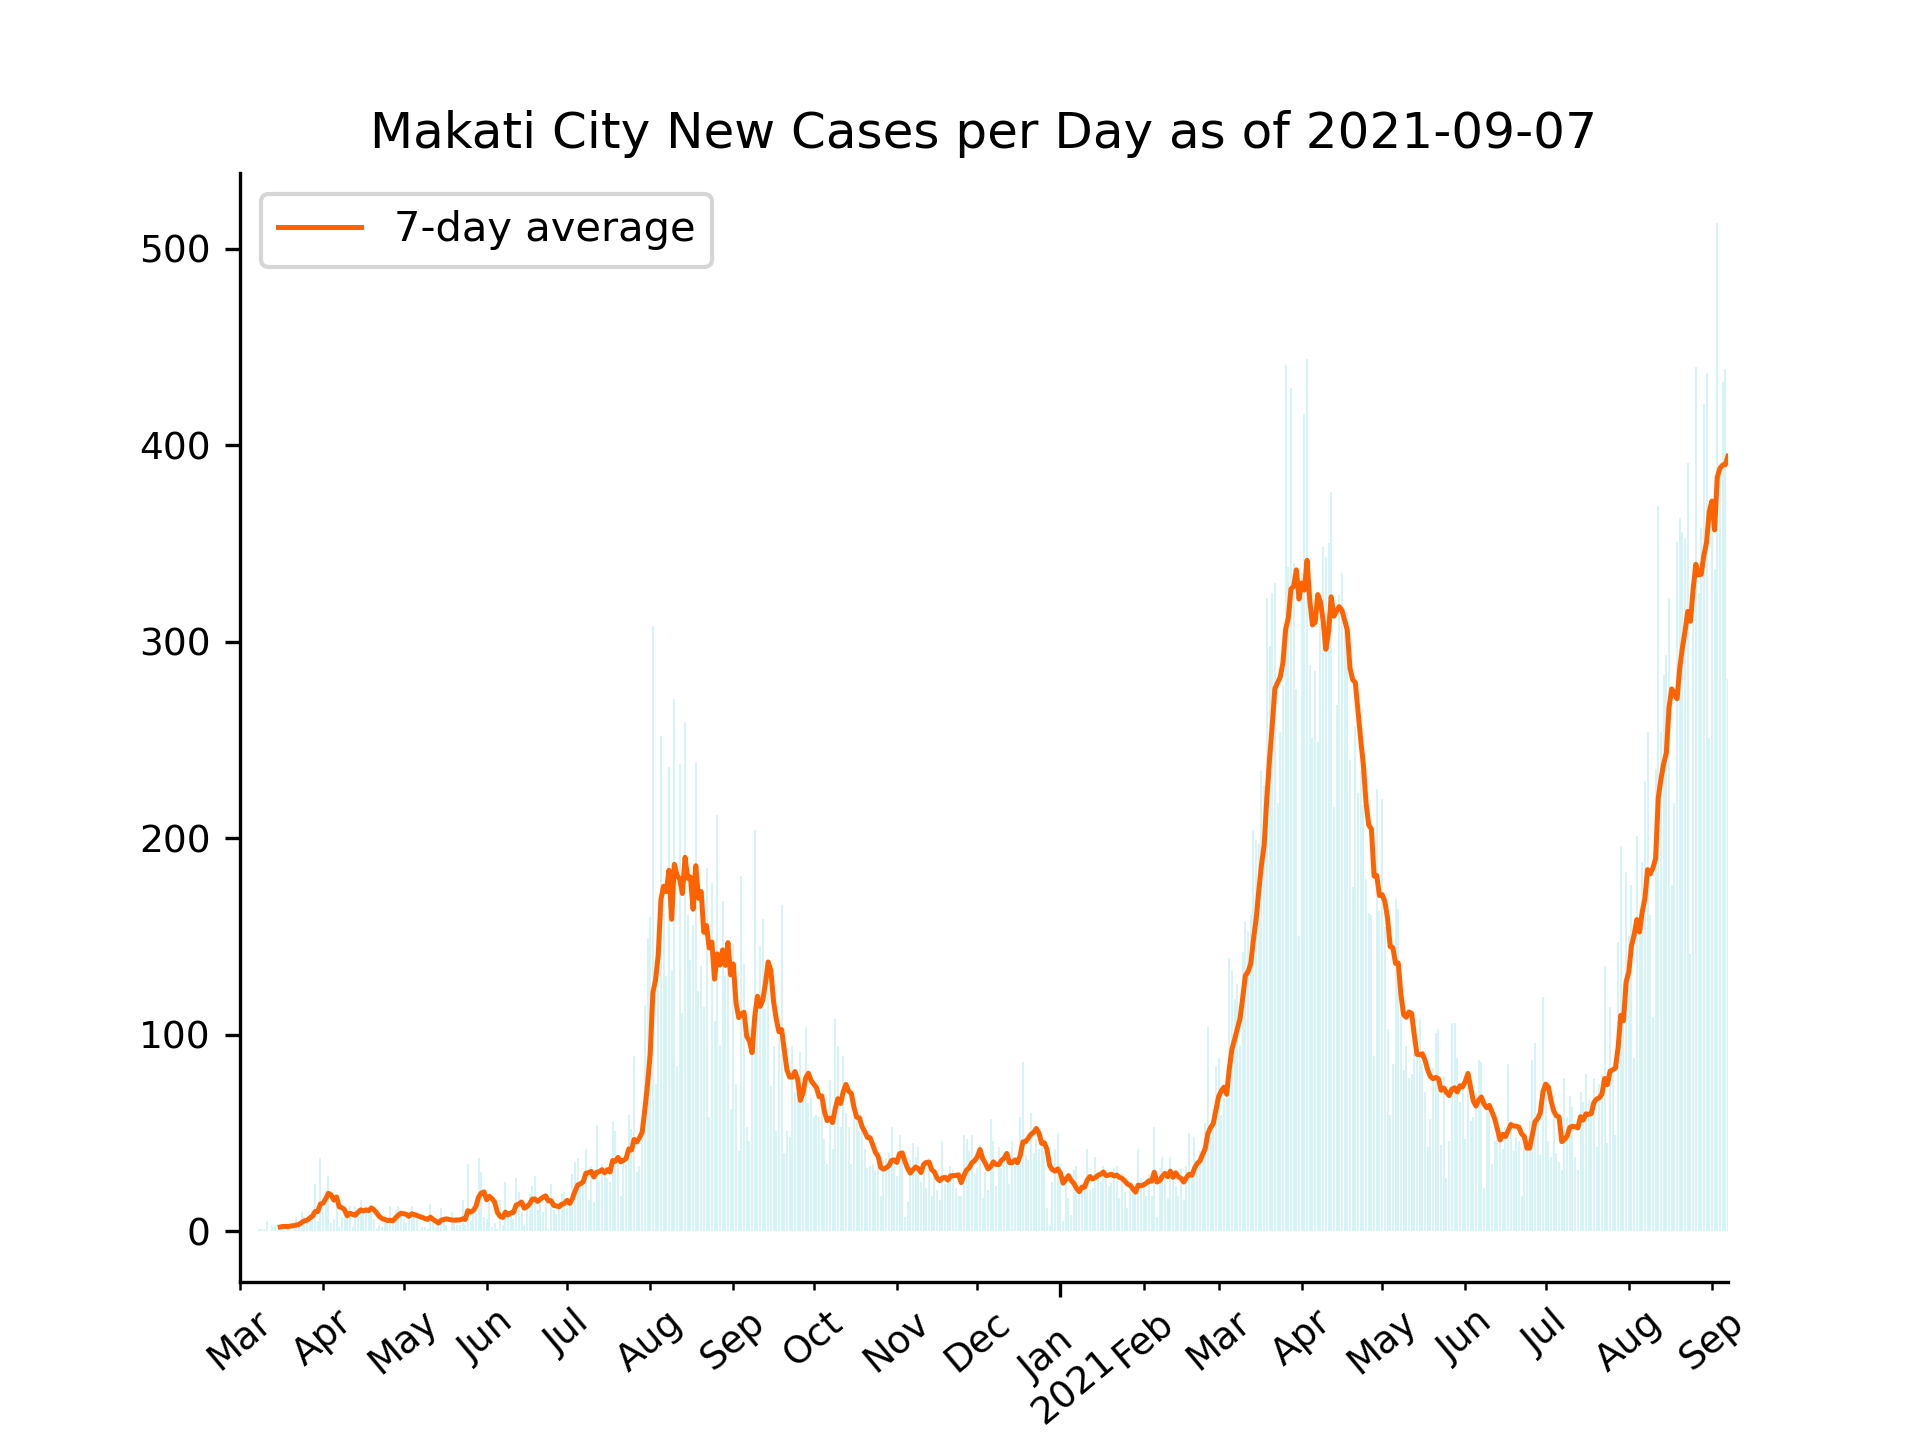 Makati City New Cases per Day as of 2021-09-07
7-day average
500
400
300
200
100
0
Mar
Apr
May
Jun
Jul
Aug
Sep
Oct
Nov
Dec
Jan
2021
Feb
Mar
Apr
May
Jun
Jul
Aug
Sep